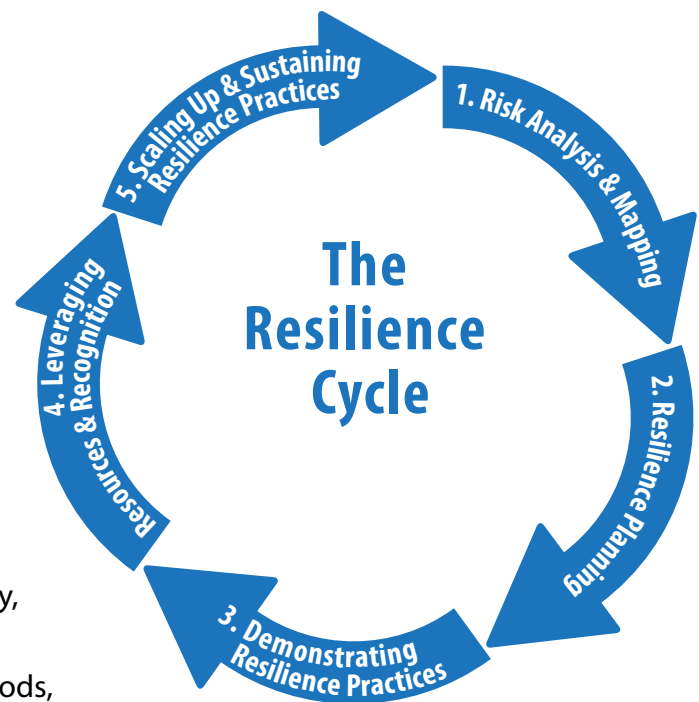 The
Resilience
Cycle
1. Risk Analysis & Mapping
2. Resilience Planning
3. Demonstrating
Resilience Practices
4. Leveraging
Resources & Recognition
5. Scaling Up & Sustaining
Resilience Practices